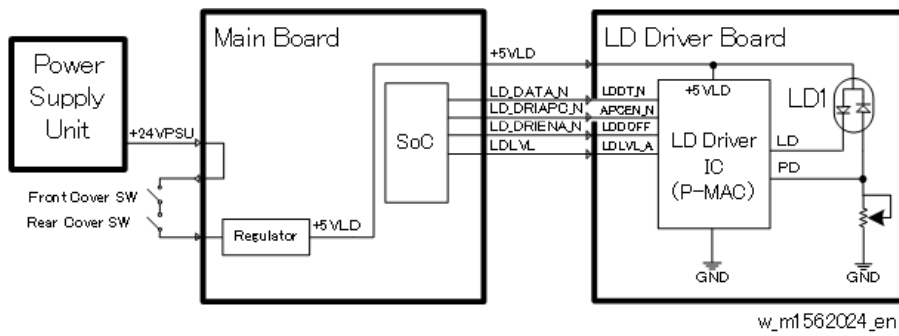 Power
Supply
Unit
+24VPSU
Front Cover SW
Rear Cover SW
Main Board
SoC
Regulator
+5VLD
+5VLD
LD_DATA_N
LD_DRIAPC_N
LD_DRIENA_N
LDLVL
LD Driver Board
LDDT_N
APCEN_N
LDDOFF
LDLVL_A
+5VLD
LD Driver
IC
(P-MAC)
LD1
LD
PD
GND
GND
w_m1562024_en